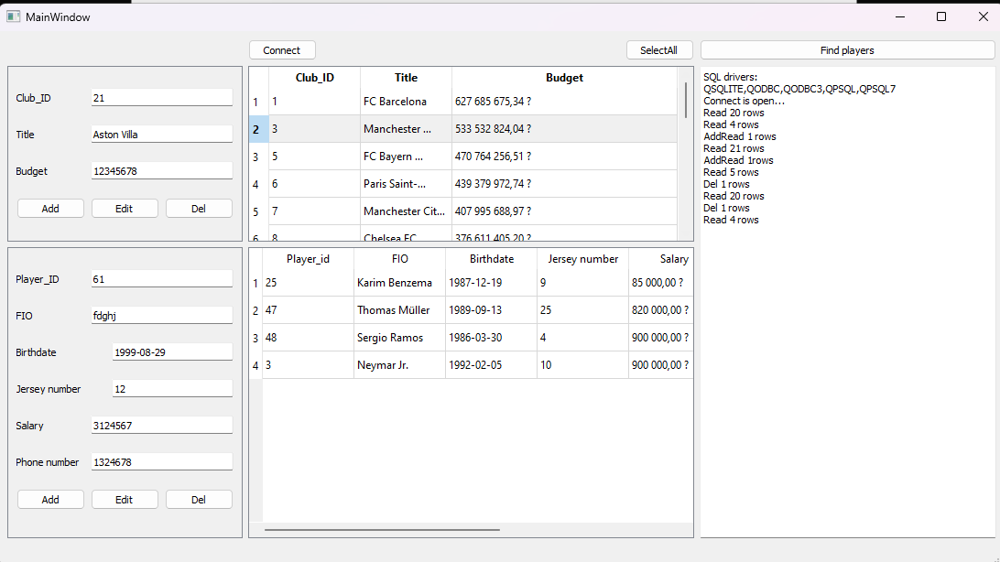 MainWindow
Connect
SelectAll
Find players
Club_ID 21
Title Aston Villa
Budget 12345678
Add Edit Del
Club_ID Title Budget
1 1 FC Barcelona 627 685 675,34 ?
2 3 Manchester ... 533 532 824,04 ?
3 5 FC Bayern ... 470 764 256,51 ?
4 6 Paris Saint-... 439 379 972,74 ?
5 7 Manchester Cit... 407 995 688,97 ?
6 8 Chelsea FC 376 611 405,20 ?
SQL drivers:
QSQLITE,QODBC,QODBC3,QPSQL,QPSQL7
Connect is open...
Read 20 rows
Read 4 rows
AddRead 1 rows
Read 21 rows
AddRead 1rows
Read 5 rows
Del 1 rows
Read 20 rows
Del 1 rows
Read 4 rows
Player_ID 61
FIO fdghj
Birthdate 1999-08-29
Jersey number 12
Salary 3124567
Phone number 1324678
Add Edit Del
Player_id FIO Birthdate Jersey number Salary
1 25 Karim Benzema 1987-12-19 9 85 000,00 ?
2 47 Thomas Müller 1989-09-13 25 820 000,00 ?
3 48 Sergio Ramos 1986-03-30 4 900 000,00 ?
4 3 Neymar Jr. 1992-02-05 10 900 000,00 ?